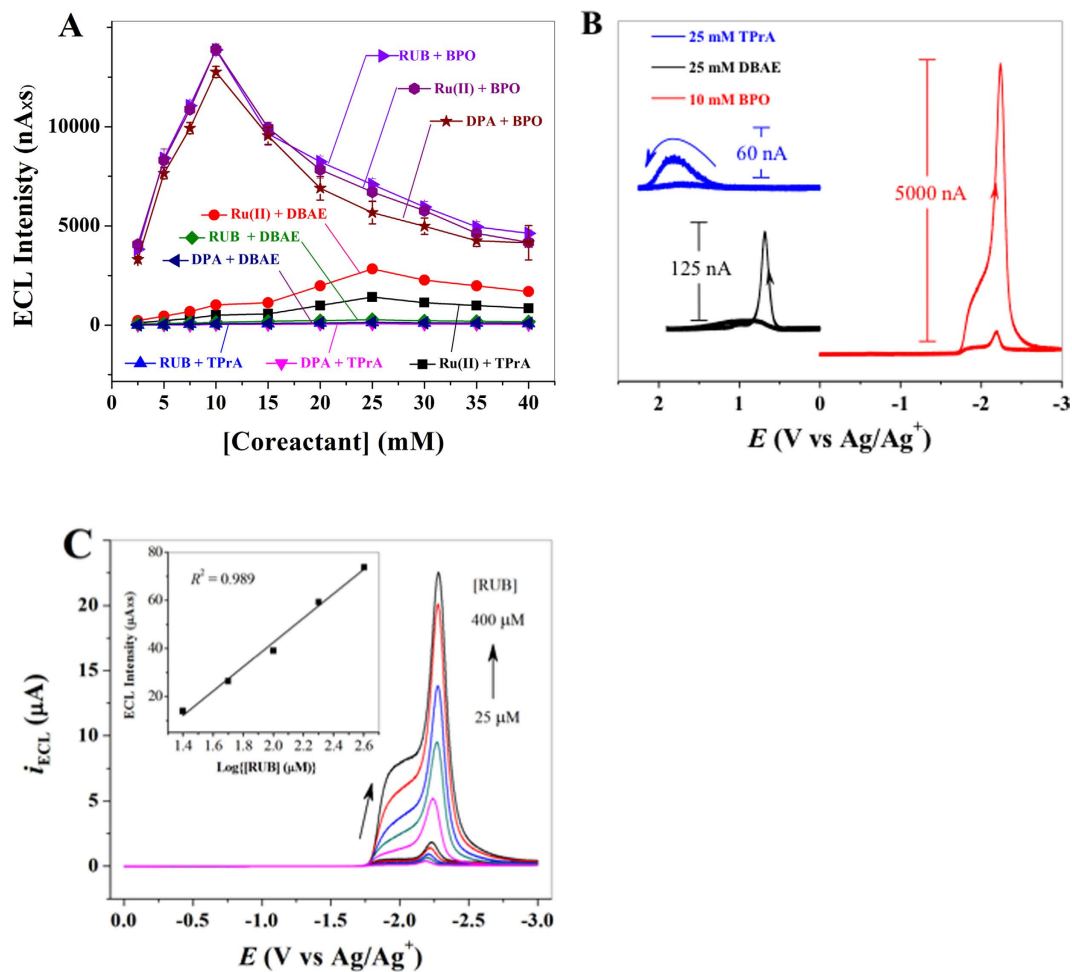 A
RUB + BPO
Ru(II) + BPO
DPA + BPO
Ru(II) + DBAE
RUB + DBAE
DPA + DBAE
RUB + TPrA
DPA + TPrA
Ru(II) + TPrA
ECL Intenisty (nA×s)
10000
5000
0
0 5 10 15 20 25 30 35 40
[Coreactant] (mM)
B
25 mM TPrA
25 mM DBAE
10 mM BPO
60 nA
125 nA
5000 nA
2 1 0 -1 -2 -3
E (V vs Ag/Ag⁺)
C
R² = 0.989
ECL Intensity (μA×s)
80
60
40
20
1.4 1.6 1.8 2.0 2.2 2.4 2.6
Log{[RUB] (μM)}
[RUB]
400 μM
25 μM
i_ECL (μA)
20
15
10
5
0
0.0 -0.5 -1.0 -1.5 -2.0 -2.5 -3.0
E (V vs Ag/Ag⁺)